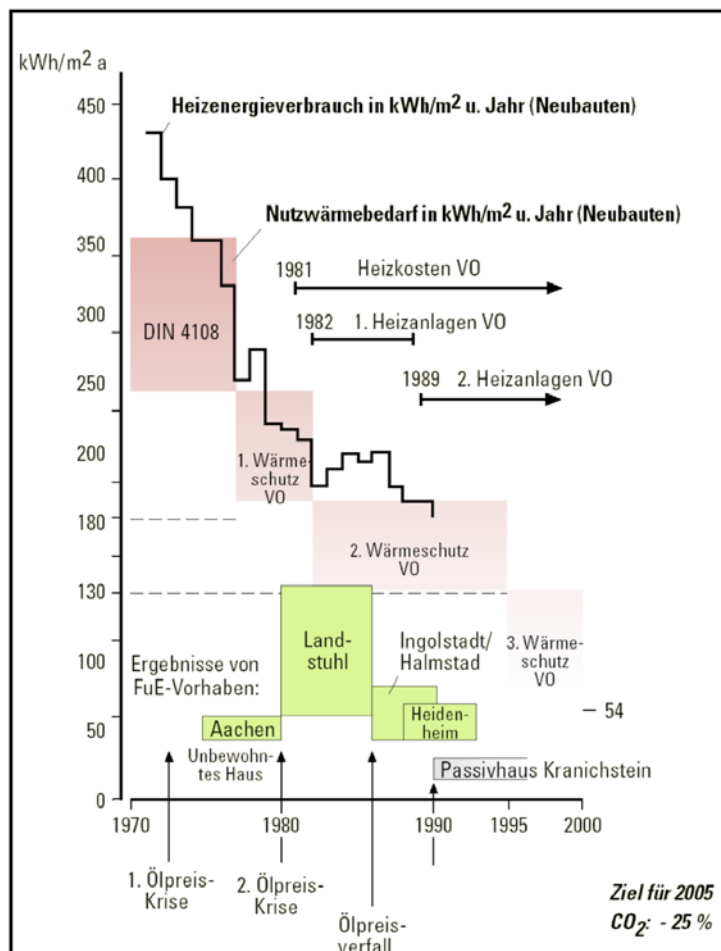 kWh/m² a
450
Heizenergieverbrauch in kWh/m² u. Jahr (Neubauten)
400
Nutzwärmebedarf in kWh/m² u. Jahr (Neubauten)
350
1981
Heizkosten VO
300
DIN 4108
1982
1. Heizanlagen VO
250
1989
2. Heizanlagen VO
200
1. Wärme-
schutz
VO
180
2. Wärmeschutz
VO
130
100
Land-
stuhl
Ingolstadt/
Halmstad
3. Wärme-
schutz
VO
Ergebnisse von
FuE-Vorhaben:
54
50
Aachen
Heiden-
heim
Unbewohn-
tes Haus
Passivhaus Kranichstein
0
1970
1980
1990
1995
2000
1. Ölpreis-
Krise
2. Ölpreis-
Krise
Ölpreis-
verfall
Ziel für 2005
CO₂: - 25 %